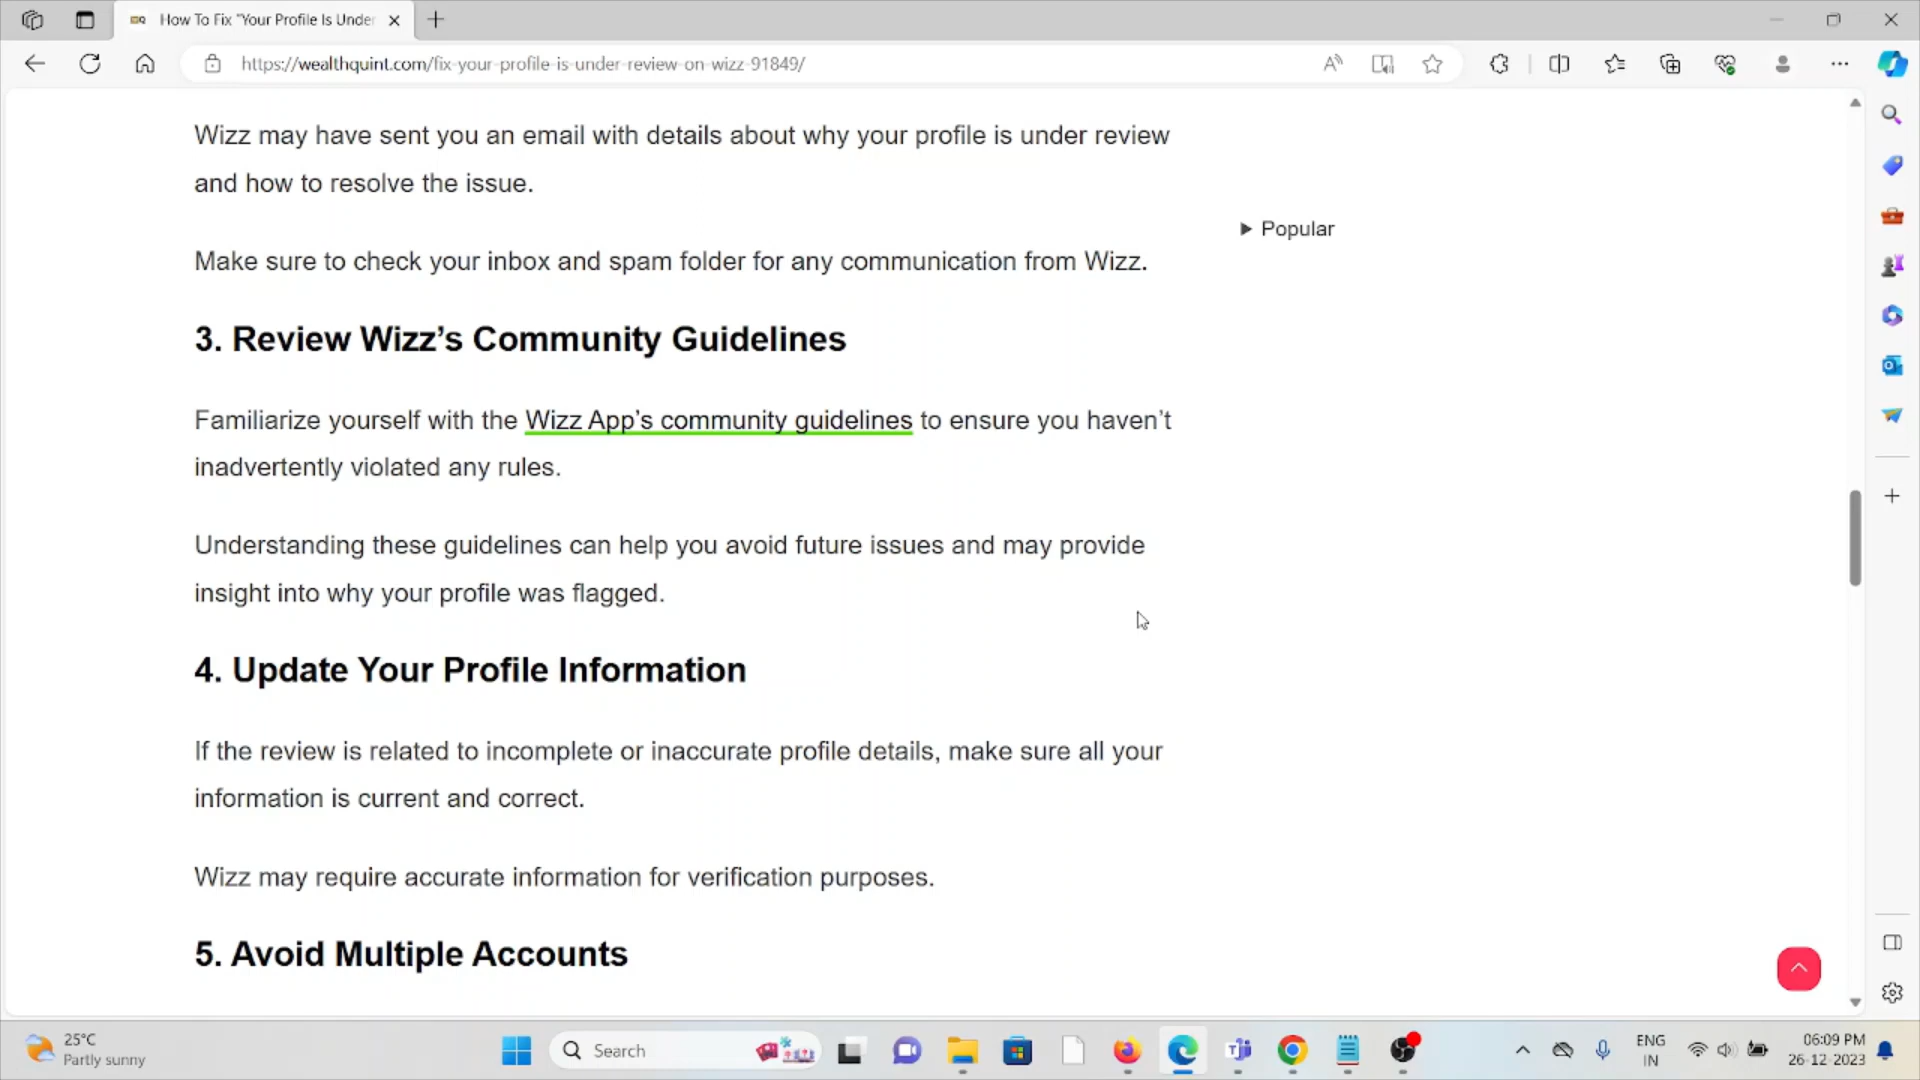 How To Fix "Your Profile Is Under
https://wealthquint.com/fix-your-profile-is-under-review-on-wizz-91849/
Wizz may have sent you an email with details about why your profile is under review
and how to resolve the issue.
Popular
Make sure to check your inbox and spam folder for any communication from Wizz.
3. Review Wizz’s Community Guidelines
Familiarize yourself with the Wizz App’s community guidelines to ensure you haven’t
inadvertently violated any rules.
Understanding these guidelines can help you avoid future issues and may provide
insight into why your profile was flagged.
4. Update Your Profile Information
If the review is related to incomplete or inaccurate profile details, make sure all your
information is current and correct.
Wizz may require accurate information for verification purposes.
5. Avoid Multiple Accounts
25°C
Partly sunny
Search
ENG
IN
06:09 PM
26-12-2023